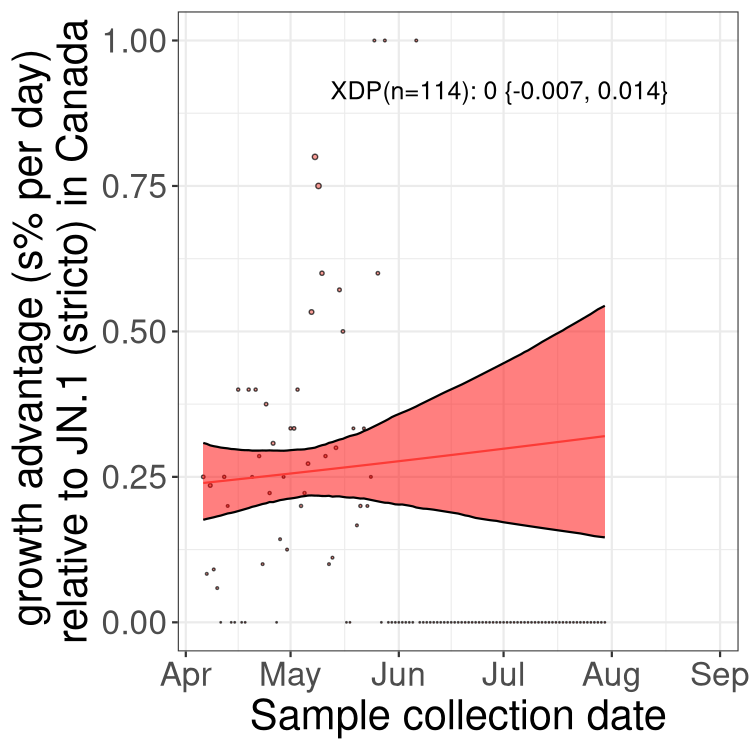 growth advantage (s% per day)
relative to JN.1 (stricto) in Canada
1.00
0.75
0.50
0.25
0.00
XDP(n=114): 0 {-0.007, 0.014}
Apr May Jun Jul Aug Sep
Sample collection date